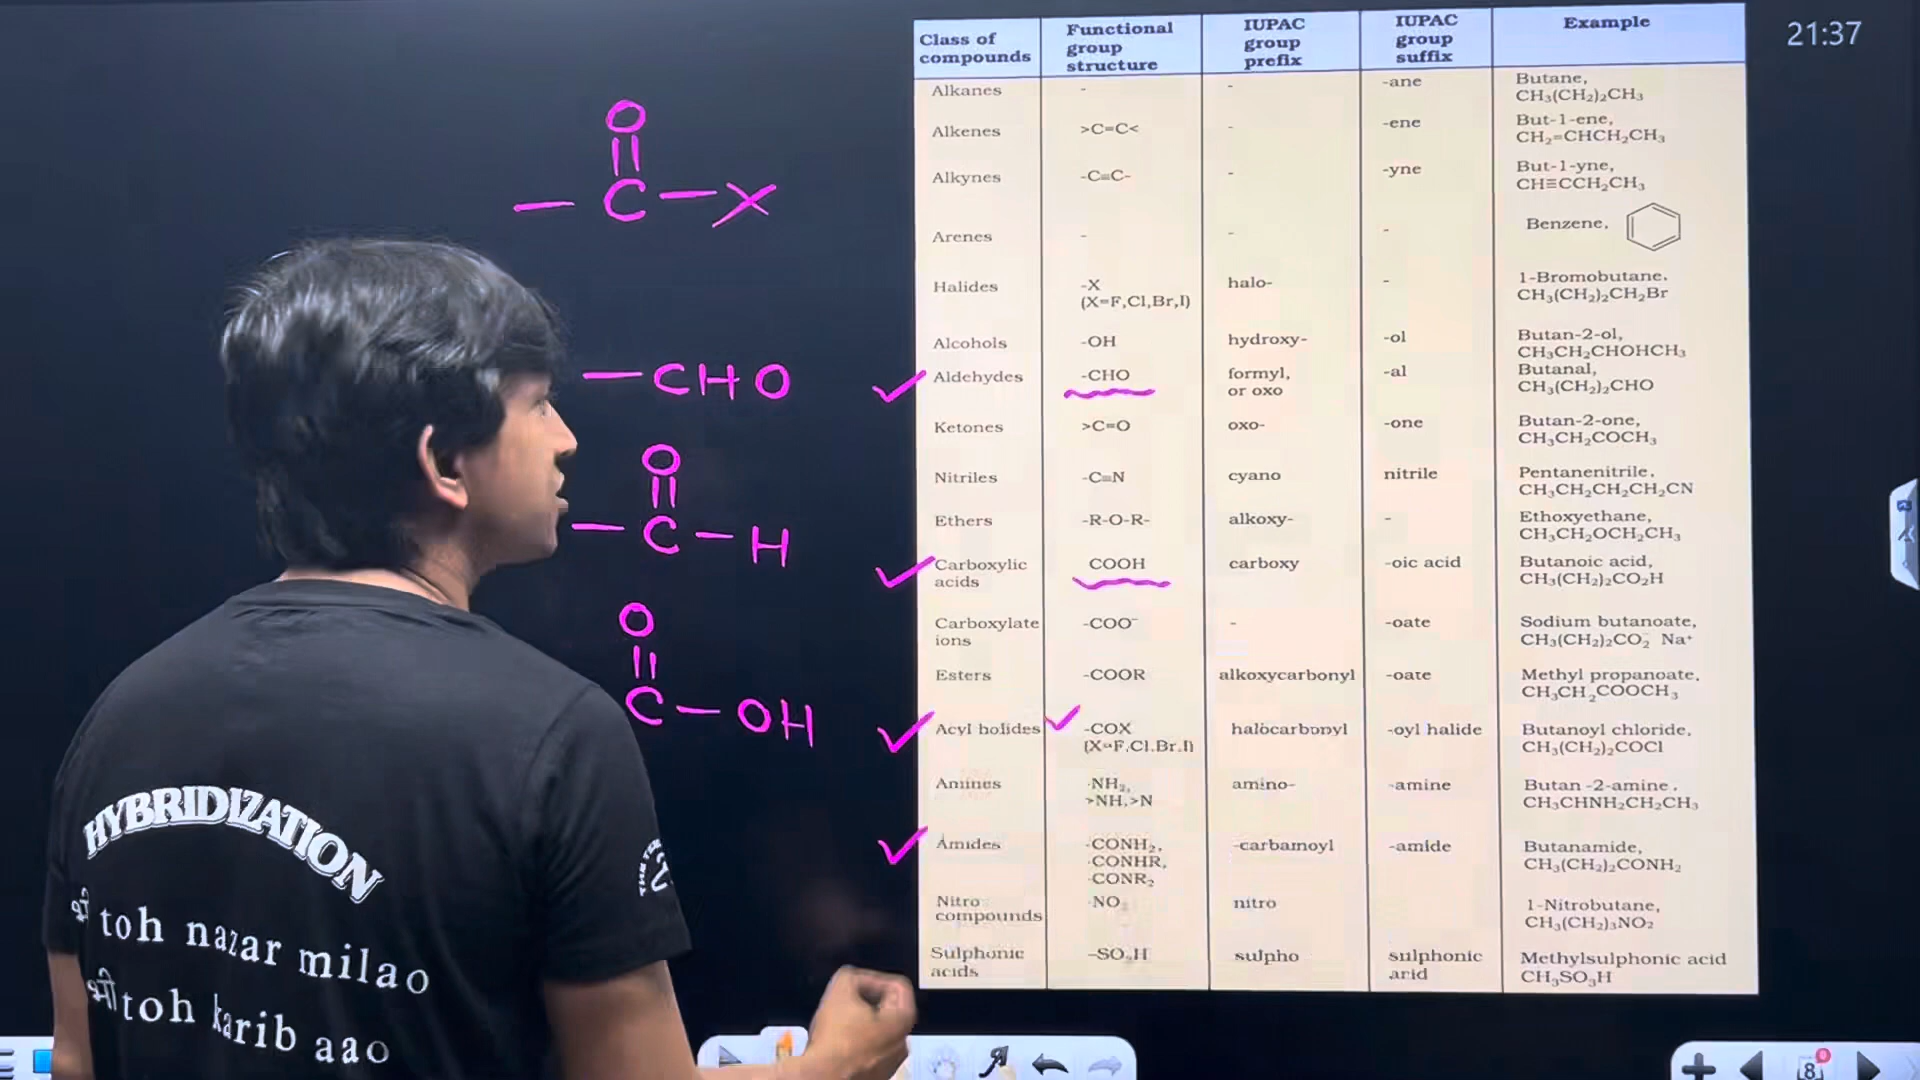 21:37
Class of compounds | Functional group structure | IUPAC group prefix | IUPAC group suffix | Example
Alkanes | - | - | -ane | Butane, CH₃(CH₂)₂CH₃
Alkenes | >C=C< | - | -ene | But-1-ene, CH₂=CHCH₂CH₃
Alkynes | -C≡C- | - | -yne | But-1-yne, CH≡CCH₂CH₃
Arenes | - | - | - | Benzene,
Halides | -X (X=F,Cl,Br,I) | halo- | - | 1-Bromobutane, CH₃(CH₂)₂CH₂Br
Alcohols | -OH | hydroxy- | -ol | Butan-2-ol, CH₃CH₂CHOHCH₃
Aldehydes | -CHO | formyl, or oxo | -al | Butanal, CH₃(CH₂)₂CHO
Ketones | >C=O | oxo- | -one | Butan-2-one, CH₃CH₂COCH₃
Nitriles | -C≡N | cyano | nitrile | Pentanenitrile, CH₃CH₂CH₂CH₂CN
Ethers | -R-O-R- | alkoxy- | - | Ethoxyethane, CH₃CH₂OCH₂CH₃
Carboxylic acids | COOH | carboxy | -oic acid | Butanoic acid, CH₃(CH₂)₂CO₂H
Carboxylate ions | -COO⁻ | - | -oate | Sodium butanoate, CH₃(CH₂)₂CO₂⁻ Na⁺
Esters | -COOR | alkoxycarbonyl | -oate | Methyl propanoate, CH₃CH₂COOCH₃
Acyl halides | -COX (X=F,Cl,Br,I) | halocarbonyl | -oyl halide | Butanoyl chloride, CH₃(CH₂)₂COCl
Amines | -NH₂, >NH,>N | amino- | -amine | Butan-2-amine, CH₃CHNH₂CH₂CH₃
Amides | -CONH₂, -CONHR, -CONR₂ | -carbamoyl | -amide | Butanamide, CH₃(CH₂)₂CONH₂
Nitro compounds | -NO₂ | nitro | 1-Nitrobutane, CH₃(CH₂)₃NO₂
Sulphonic acids | -SO₃H | sulpho | sulphonic acid | Methylsulphonic acid CH₃SO₃H
O
||
— C — X
— CHO
O
||
— C — H
O
||
C — OH
HYBRIDIZATION
toh nazar milao
भी toh karib aao
8